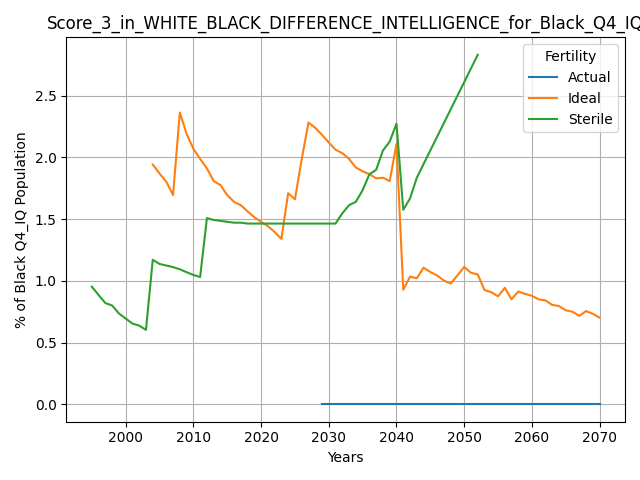 Score_3_in_WHITE_BLACK_DIFFERENCE_INTELLIGENCE_for_Black_Q4_IQ
Fertility
Actual
Ideal
Sterile
% of Black Q4_IQ Population
2.5
2.0
1.5
1.0
0.5
0.0
2000 2010 2020 2030 2040 2050 2060 2070
Years